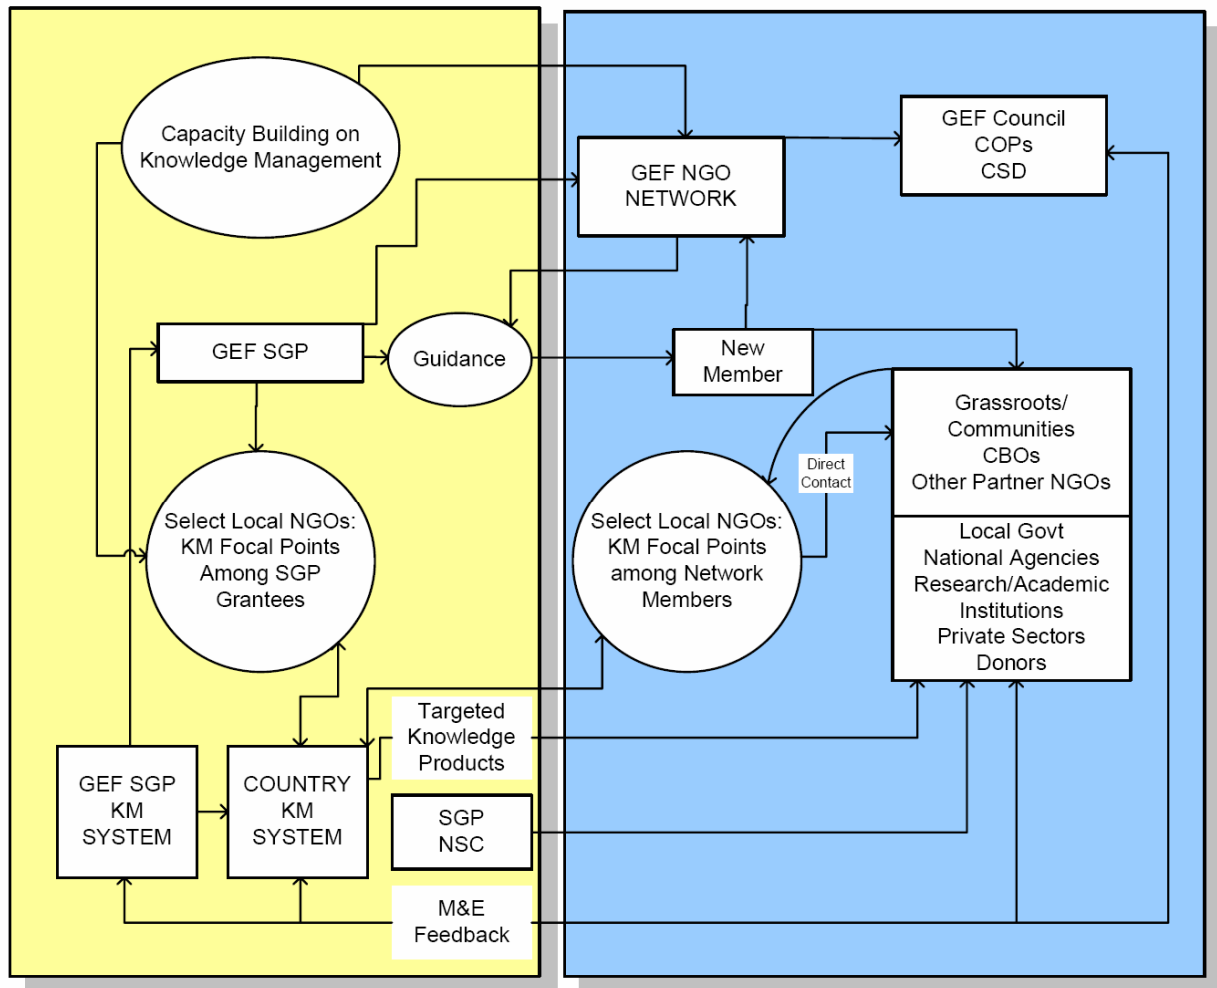 Capacity Building on
Knowledge Management
GEF NGO
NETWORK
GEF Council
COPs
CSD
GEF SGP
Guidance
New
Member
Grassroots/
Communities
CBOs
Other Partner NGOs
Direct
Contact
Select Local NGOs:
KM Focal Points
Among SGP
Grantees
Select Local NGOs:
KM Focal Points
among Network
Members
Local Govt
National Agencies
Research/Academic
Institutions
Private Sectors
Donors
Targeted
Knowledge
Products
GEF SGP
KM
SYSTEM
COUNTRY
KM
SYSTEM
SGP
NSC
M&E
Feedback